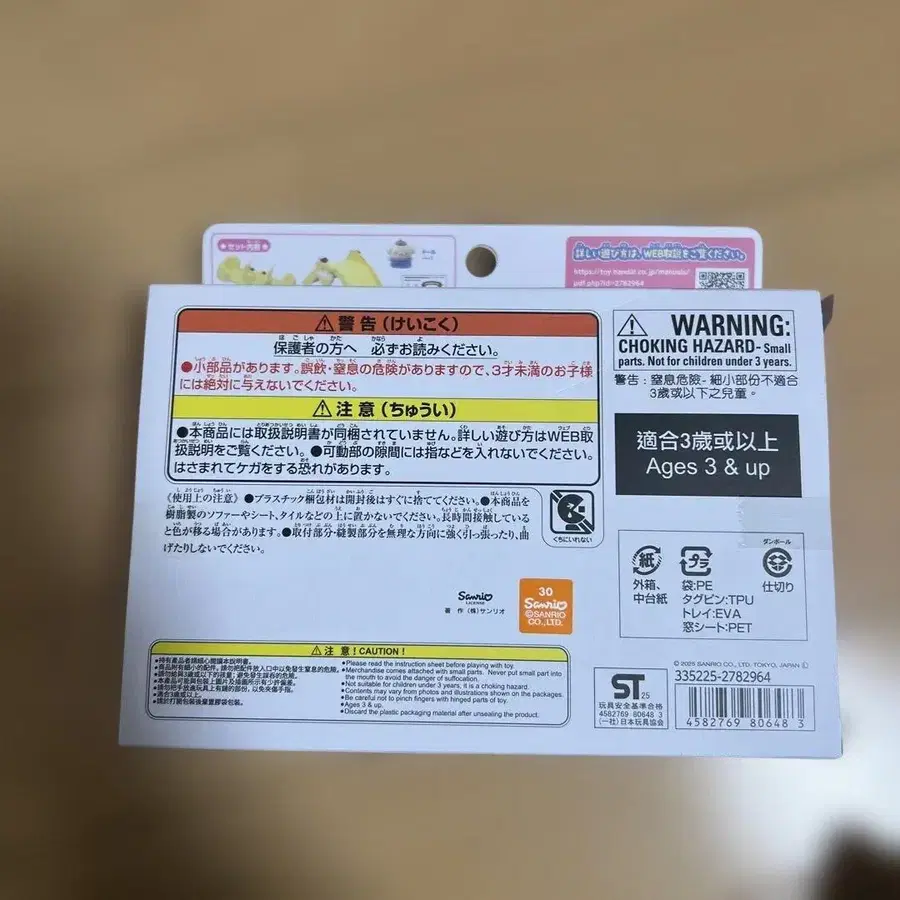 ★セット内容
詳しい遊び方は、WEB取説をご覧ください。
https://toy.bandai.co.jp/manuals/
pdf.php?id=2782964
⚠警告（けいこく）
保護者の方へ 必ずお読みください。
●小部品があります。誤飲・窒息の危険がありますので、3才未満のお子様
には絶対に与えないでください。
⚠注意（ちゅうい）
●本商品には取扱説明書が同梱されていません。詳しい遊び方はWEB取
扱説明をご覧ください。●可動部の隙間には指などを入れないでください。
はさまれてケガをする恐れがあります。
《使用上の注意》●プラスチック梱包材は開封後はすぐに捨ててください。●本商品を
樹脂製のソファーやシート、タイルなどの上に置かないでください。長時間接触している
と色が移る場合があります。●取付部分・縫製部分を無理な方向に強く引っ張ったり、曲
げたりしないでください。
くちにいれない
Sanrio
LICENSE
著 作 (株)サンリオ
30
Sanrio
©SANRIO
CO., LTD.
⚠ WARNING:
CHOKING HAZARD- Small
parts. Not for children under 3 years.
警告：窒息危險- 細小部份不適合
3歲或以下之兒童。
適合3歲或以上
Ages 3 & up
紙
外箱、
中台紙
プラ
袋:PE
タグピン:TPU
トレイ:EVA
窓シート:PET
ダンボール
仕切り
⚠ 注意！CAUTION！
●持有產品者請細心閱讀本說明書。
●適合3歲或以上。
●Please read the instruction sheet before playing with toy.
●Merchandise comes attached with small parts. Never put small part into
the mouth to avoid the danger of suffocation.
●Not suitable for children under 3 years, it is a choking hazard.
●Contents may vary from photos and illustrations shown on the packages.
●Be careful not to pinch fingers with hinged parts of toy.
●Ages 3 & up.
●Discard the plastic packaging material after unsealing the product.
ST 25
玩具安全基準合格
4582769 80648 3
(一社)日本玩具協会
© 2025 SANRIO CO., LTD. TOKYO, JAPAN Ⓛ
335225-2782964
4 582769 806483